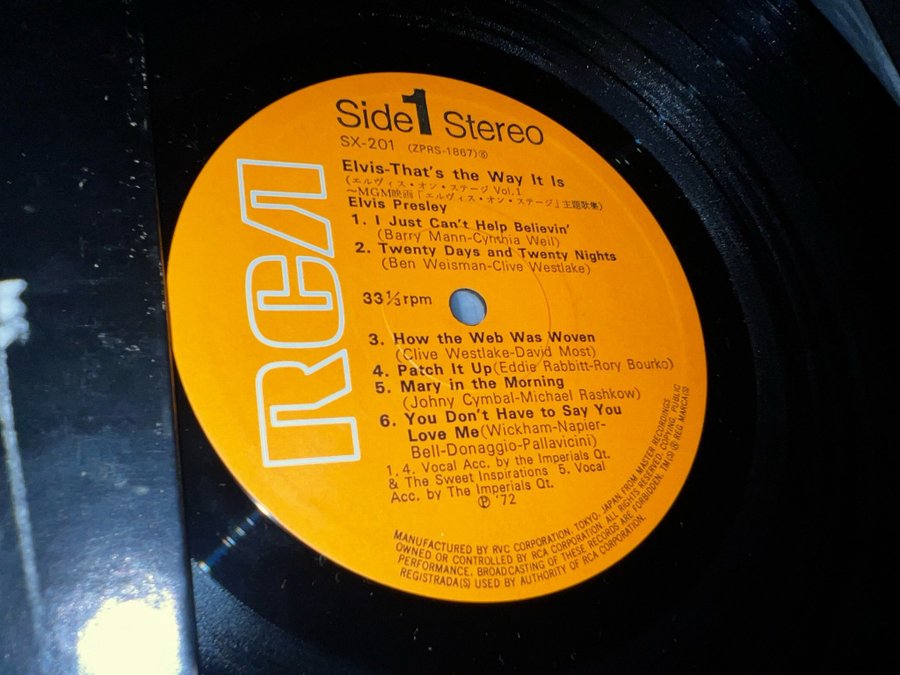 RCA
Side 1 Stereo
SX-201 (ZPRS-1867)Ⓡ
Elvis-That's the Way It Is
(エルヴィス・オン・ステージ Vol.1
〜MGM映画「エルヴィス・オン・ステージ」主題歌集)
Elvis Presley
1. I Just Can't Help Believin'
(Barry Mann-Cynthia Weil)
2. Twenty Days and Twenty Nights
(Ben Weisman-Clive Westlake)
33⅓rpm
3. How the Web Was Woven
(Clive Westlake-David Most)
4. Patch It Up(Eddie Rabbitt-Rory Bourko)
5. Mary in the Morning
(Johny Cymbal-Michael Rashkow)
6. You Don't Have to Say You
Love Me(Wickham-Napier-
Bell-Donaggio-Pallavicini)
1. 4. Vocal Acc. by the Imperials Qt.
& The Sweet Inspirations 5. Vocal
Acc. by The Imperials Qt.
Ⓟ '72
MANUFACTURED BY RVC CORPORATION, TOKYO, JAPAN FROM MASTER RECORDINGS
OWNED OR CONTROLLED BY RCA CORPORATION. ALL RIGHTS RESERVED. COPYING, PUBLIC
PERFORMANCE, BROADCASTING OF THESE RECORDS ARE FORBIDDEN. TM(S) ® REG. MARCA(S)
REGISTRADA(S) USED BY AUTHORITY OF RCA CORPORATION.